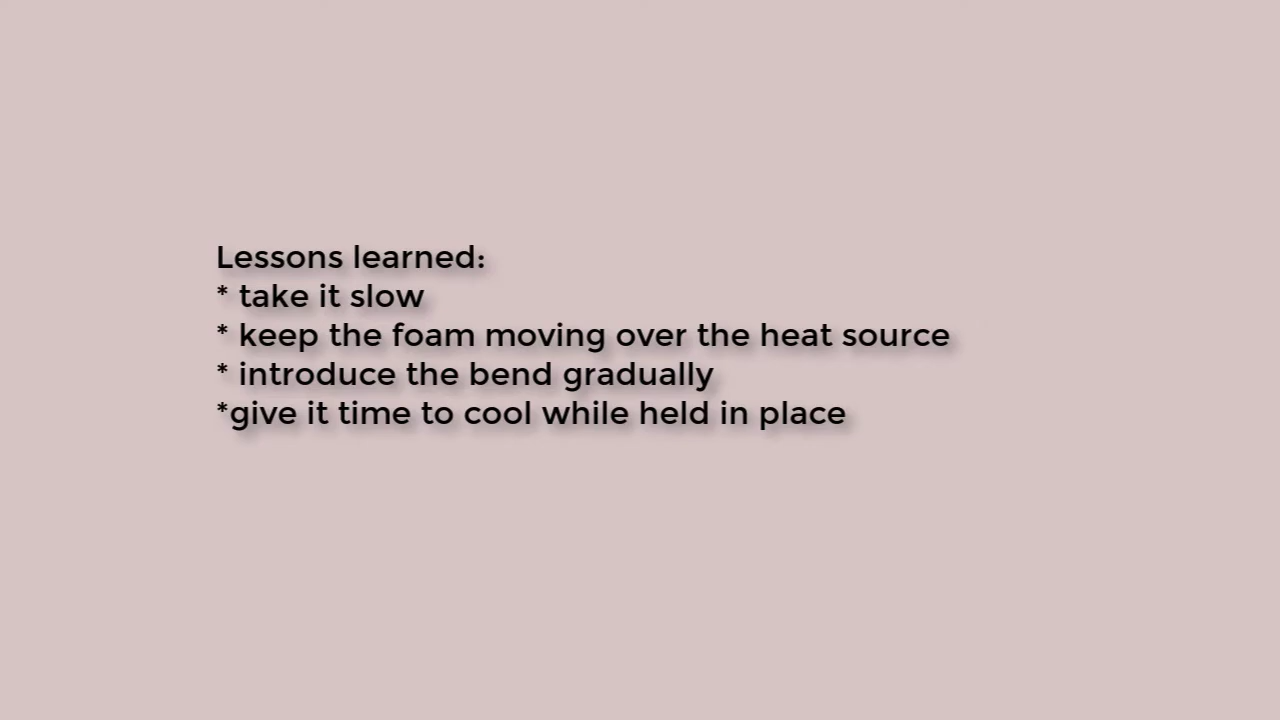 Lessons learned:
* take it slow
* keep the foam moving over the heat source
* introduce the bend gradually
*give it time to cool while held in place